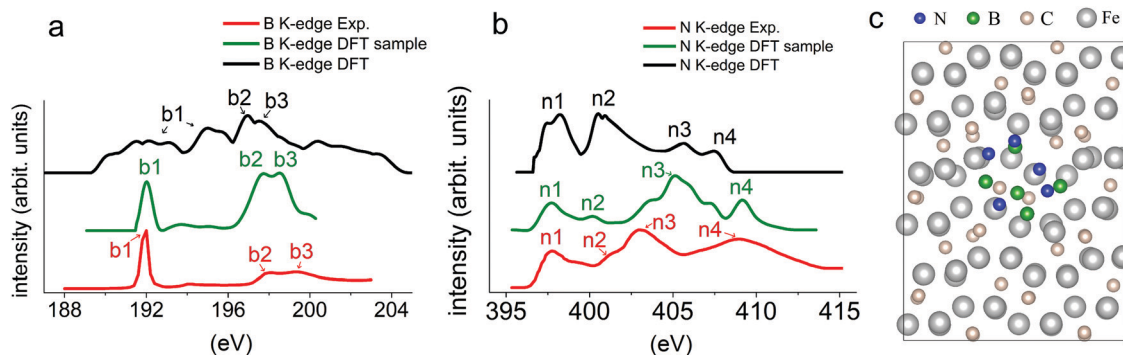 a
B K-edge Exp.
B K-edge DFT sample
B K-edge DFT
b1
b2
b3
b1
b2
b3
b1
b2
b3
intensity (arbit. units)
188
192
196
200
204
(eV)
b
N K-edge Exp.
N K-edge DFT sample
N K-edge DFT
n1
n2
n3
n4
n1
n2
n3
n4
n1
n2
n3
n4
intensity (arbit. units)
395
400
405
410
415
(eV)
c
N B C Fe